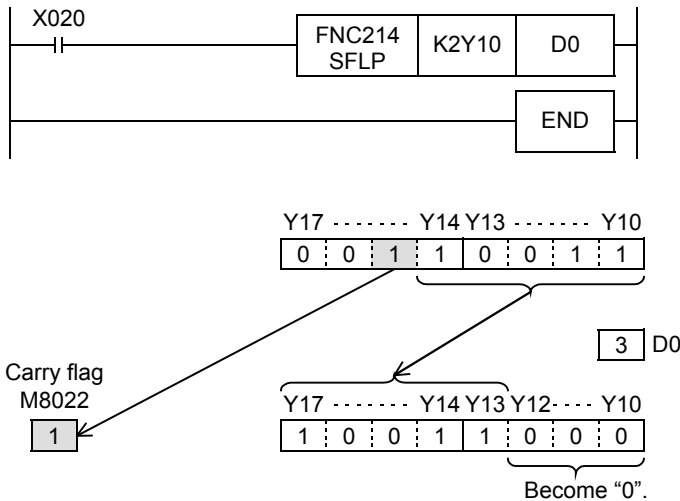 X020
FNC214 SFLP K2Y10 D0
END
Y17 ------- Y14 Y13 ------- Y10
0 0 1 1 0 0 1 1
3 D0
Carry flag
M8022
Y17 ------- Y14 Y13 Y12 ---- Y10
1 1 0 0 1 1 0 0 0
Become “0”.